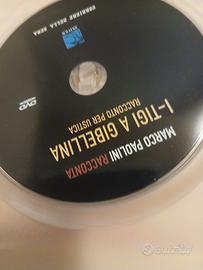 CORRIERE DELLA SERA
DVD
MARCO PAOLINI RACCONTA
I-TIGI A GIBELLINA
RACCONTO PER USTICA
subito